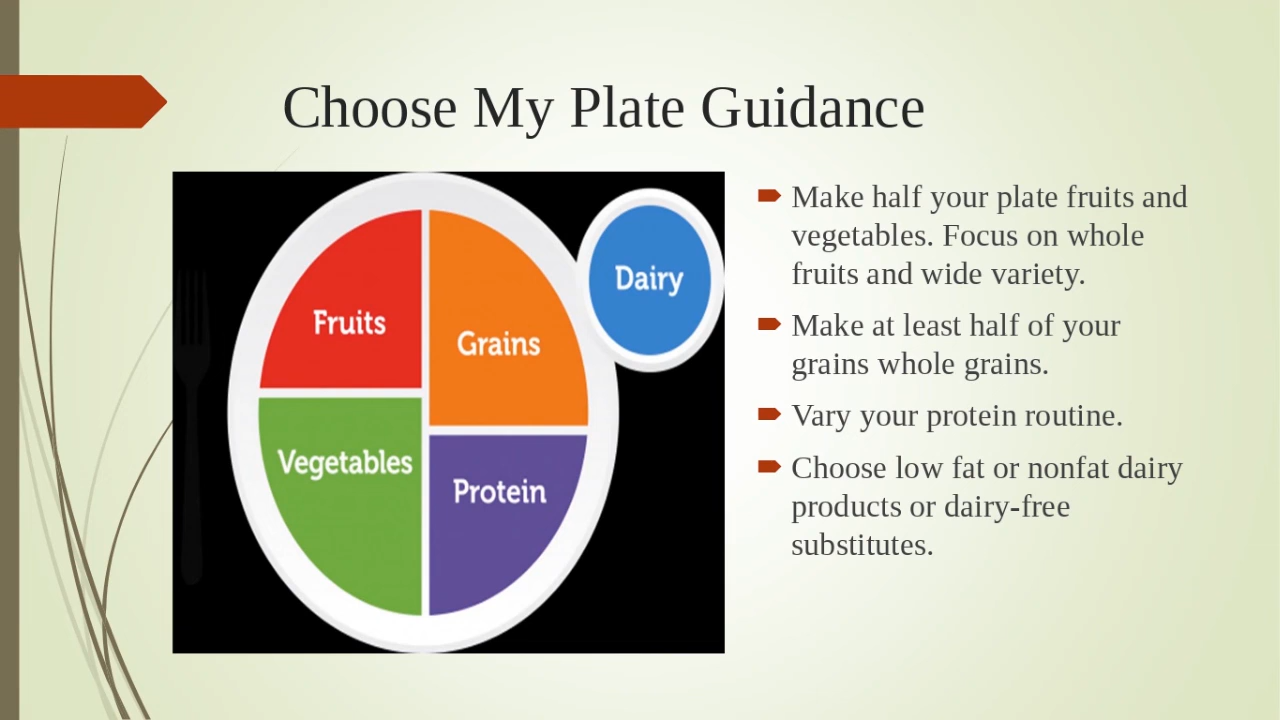 Choose My Plate Guidance
Fruits
Grains
Dairy
Vegetables
Protein
Make half your plate fruits and
vegetables. Focus on whole
fruits and wide variety.
Make at least half of your
grains whole grains.
Vary your protein routine.
Choose low fat or nonfat dairy
products or dairy-free
substitutes.